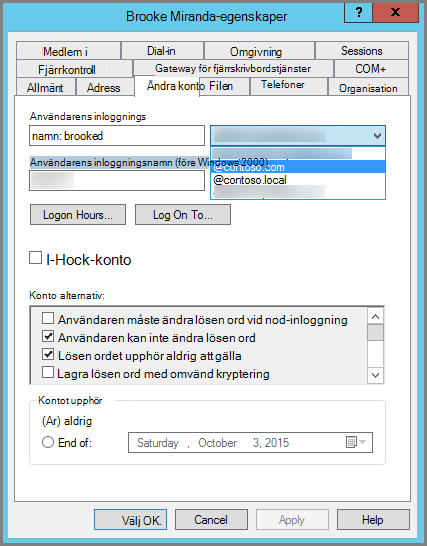 Brooke Miranda-egenskaper
?
X
Medlem i Dial-in Omgivning Sessions
Fjärrkontroll Gateway för fjärrskrivbordstjänster COM+
Allmänt Adress Ändra konto Filen Telefoner Organisation
Användarens inloggnings
namn: brooked
Användarens inloggningsnamn (före Windows 2000)
@contoso.com
@contoso.local
Logon Hours... Log On To...
I-Hock-konto
Konto alternativ:
Användaren måste ändra lösen ord vid nod-inloggning
Användaren kan inte ändra lösen ord
Lösen ordet upphör aldrig att gälla
Lagra lösen ord med omvänd kryptering
Kontot upphör
(Ar) aldrig
End of: Saturday , October 3, 2015
Välj OK. Cancel Apply Help